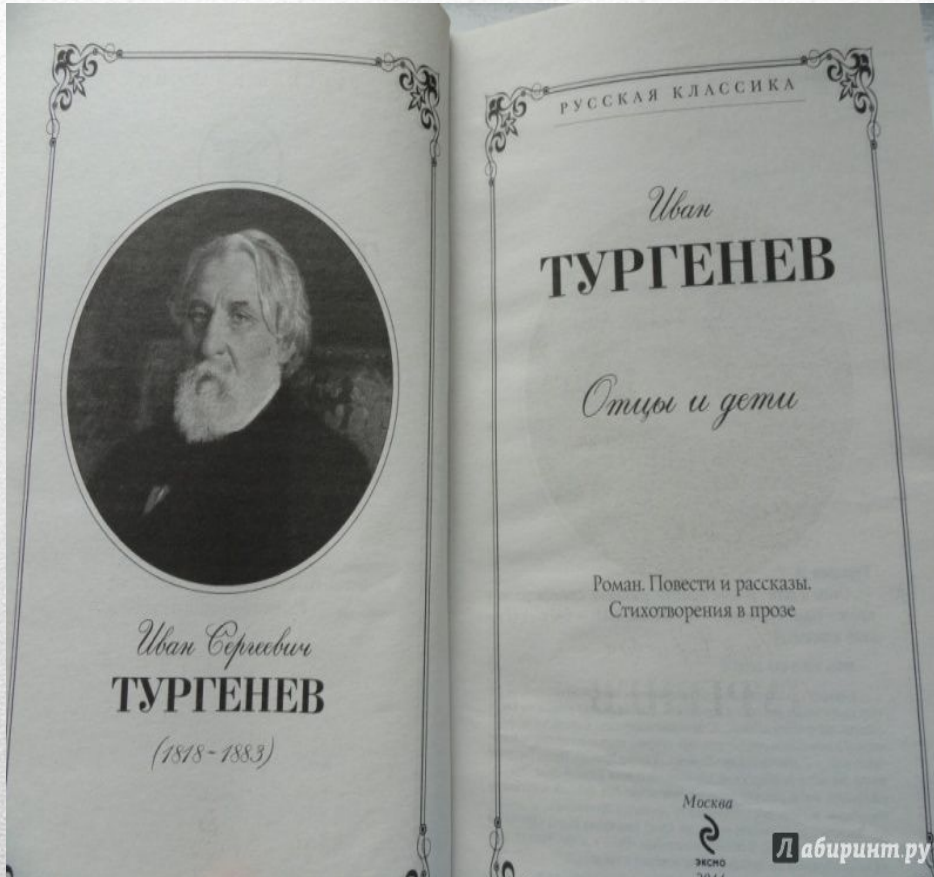 Иван Сергеевич
ТУРГЕНЕВ
(1818-1883)
РУССКАЯ КЛАССИКА
Иван
ТУРГЕНЕВ
Отцы и дети
Роман. Повести и рассказы.
Стихотворения в прозе
Москва
ЭКСМО
Лабиринт.ру